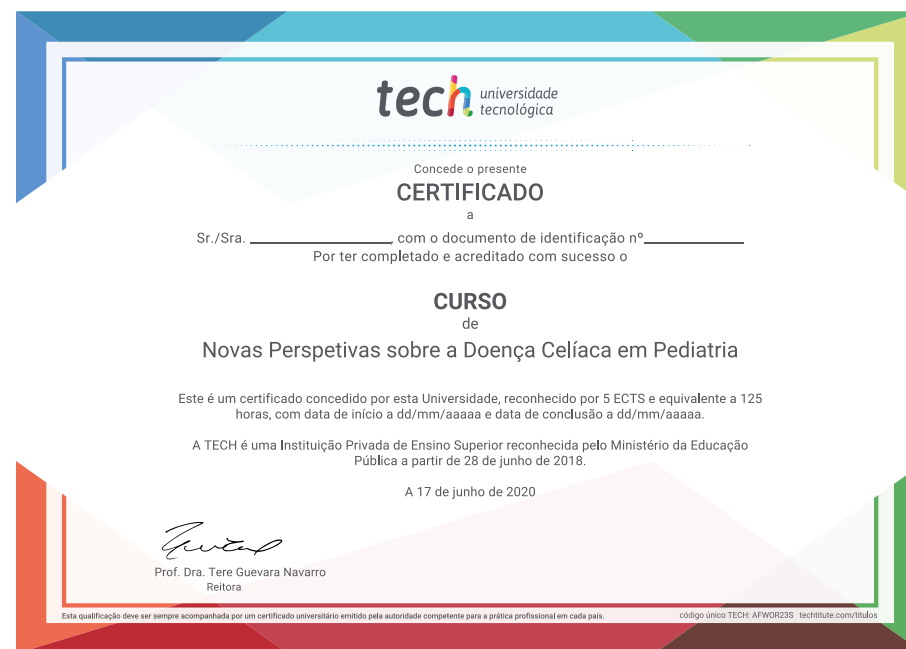 tech universidade
tecnológica
Concede o presente
CERTIFICADO
a
Sr./Sra. ____________________, com o documento de identificação nº______________
Por ter completado e acreditado com sucesso o
CURSO
de
Novas Perspetivas sobre a Doença Celíaca em Pediatria
Este é um certificado concedido por esta Universidade, reconhecido por 5 ECTS e equivalente a 125
horas, com data de início a dd/mm/aaaaa e data de conclusão a dd/mm/aaaaa.
A TECH é uma Instituição Privada de Ensino Superior reconhecida pelo Ministério da Educação
Pública a partir de 28 de junho de 2018.
A 17 de junho de 2020
Prof. Dra. Tere Guevara Navarro
Reitora
Esta qualificação deve ser sempre acompanhada por um certificado universitário emitido pela autoridade competente para a prática profissional em cada país.
código único TECH: AFWOR23S techtitute.com/titulos